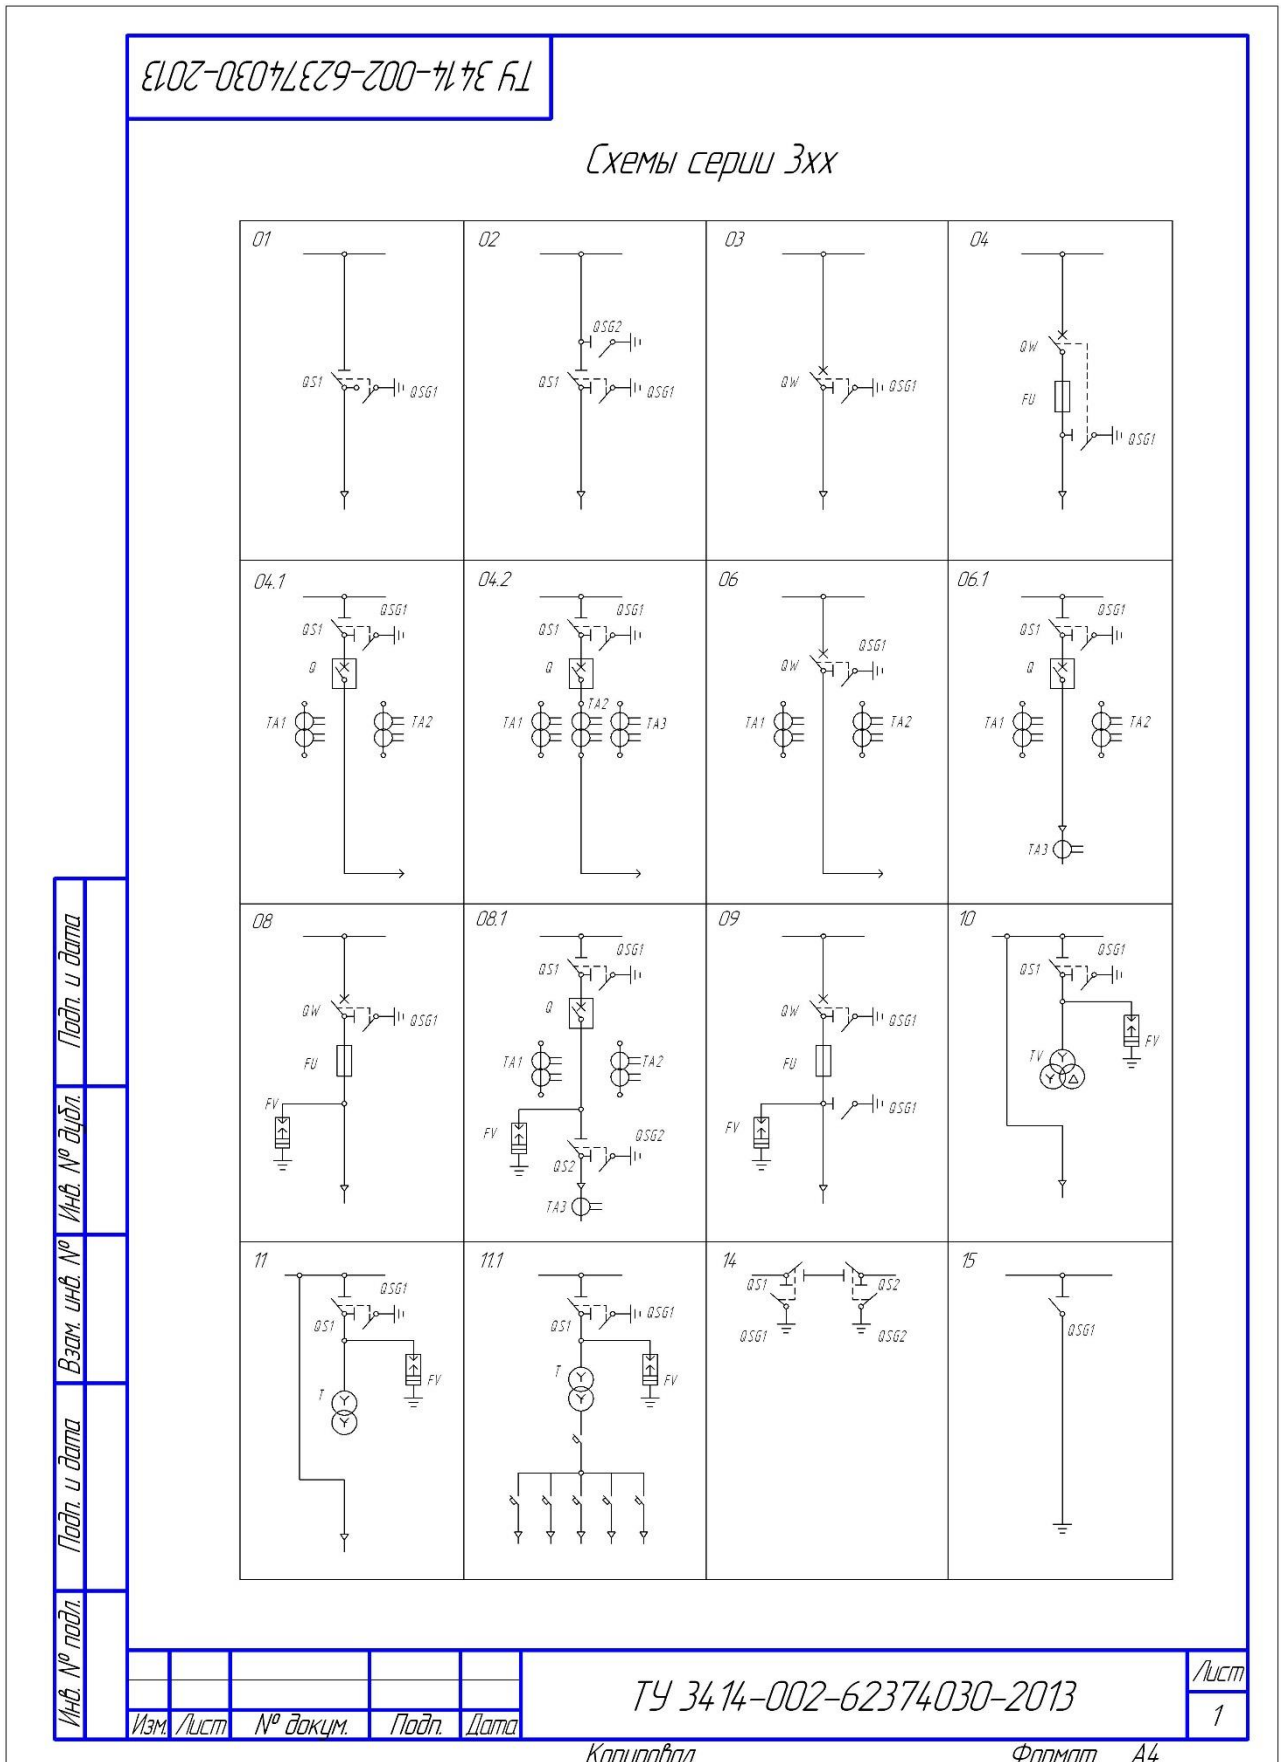 ТУ 3414-002-62374030-2013
Схемы серии 3хх
01
QS1
QSG1
02
QSG2
QS1
QSG1
03
QW
QSG1
04
QW
FU
QSG1
04.1
QSG1
QS1
Q
TA1
TA2
04.2
QSG1
QS1
Q
TA2
TA1
TA3
06
QSG1
QW
TA1
TA2
06.1
QSG1
QS1
Q
TA1
TA2
TA3
08
QW
QSG1
FU
FV
08.1
QSG1
QS1
Q
TA1
TA2
FV
QSG2
QS2
TA3
09
QW
QSG1
FU
FV
QSG1
10
QSG1
QS1
FV
TV
11
QSG1
QS1
FV
T
11.1
QSG1
QS1
T
FV
14
QS1
QS2
QSG1
QSG2
15
QSG1
Подп. и дата
Инв. № дубл.
Взам. инв. №
Подп. и дата
Инв. № подл.
Изм. Лист № докум. Подп. Дата
ТУ 3414-002-62374030-2013
Лист
1
Копировал Формат А4